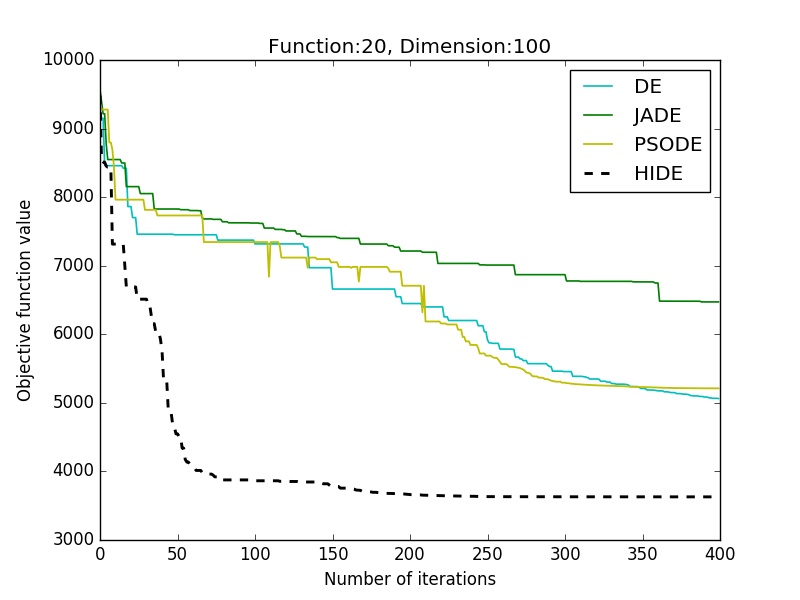 Function:20, Dimension:100
10000
9000
8000
7000
6000
5000
4000
3000
Objective function value
DE
JADE
PSODE
HIDE
0 50 100 150 200 250 300 350 400
Number of iterations